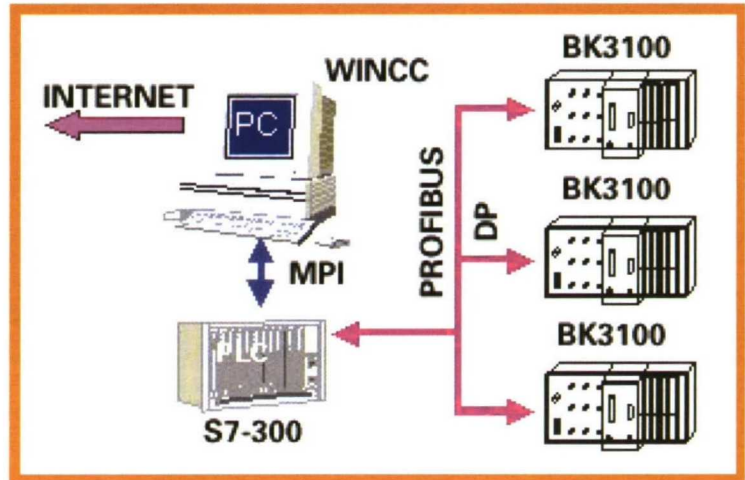 BK3100
WINCC
INTERNET
PC
BK3100
PROFIBUS
DP
MPI
BK3100
PLC
S7-300